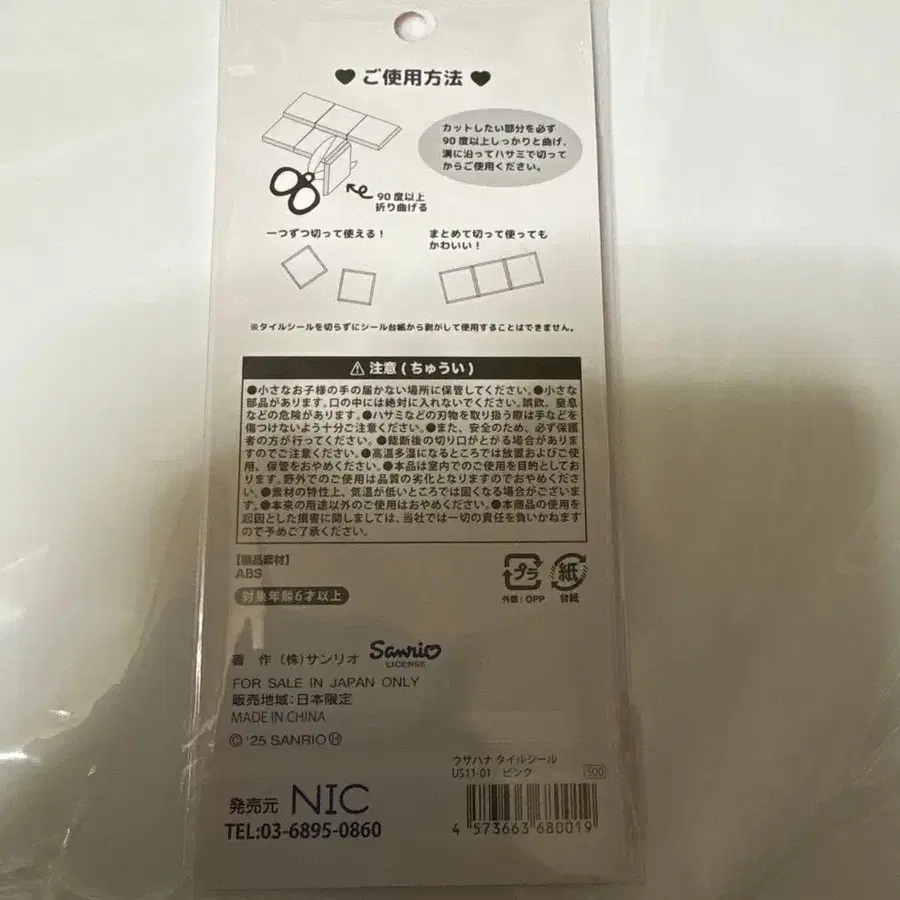 ♥ ご使用方法 ♥
カットしたい部分を必ず
90度以上しっかりと曲げ、
溝に沿ってハサミで切って
からご使用ください。
90度以上
折り曲げる
一つずつ切って使える!
まとめて切って使っても
かわいい!
※タイルシールを切らずにシール台紙から剥がして使用することはできません。
⚠ 注意(ちゅうい)
●小さなお子様の手の届かない場所に保管してください。●小さな
部品があります。口の中には絶対に入れないでください。誤飲、窒息
などの危険があります。●ハサミなどの刃物を取り扱う際は手などを
傷つけないよう十分ご注意ください。●また、安全のため、必ず保護
者の方が行ってください。●裁断後の切り口がとがる場合がありま
すのでご注意ください。●高温多湿になるところでは放置およびご使
用、保管をおやめください。●本品は室内でのご使用を目的としてお
ります。野外でのご使用は品質の劣化となりますのでおやめくださ
い。●素材の特性上、気温が低いところでは固くなる場合がございま
す。●本来の用途以外のご使用はおやめください。●本商品の使用を
起因とした損害に関しましては、当社では一切の責任を負いかねます
ので予めご了承ください。
【部品素材】
ABS
対象年齢6才以上
プラ
紙
外装:OPP
台紙
著 作 (株)サンリオ
Sanrio
LICENSE
FOR SALE IN JAPAN ONLY
販売地域:日本限定
MADE IN CHINA
© '25 SANRIO Ⓗ
ウサハナ タイルシール
US11-01 ピンク
500
発売元 NIC
TEL:03-6895-0860
4 573663 680019